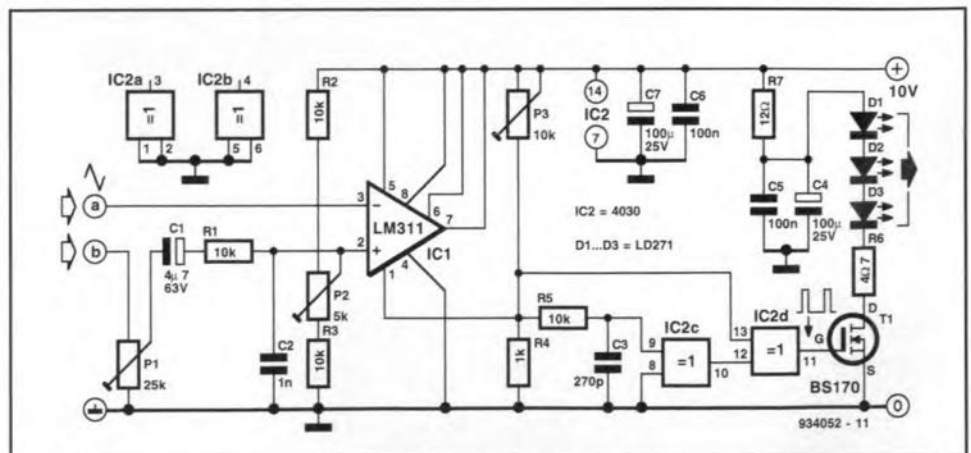 IC2a
3
=1
1 2
IC2b
4
=1
5 6
R2
10k
P3
10k
14
IC2
7
C7
100µ
25V
C6
100n
R7
12Ω
+
10V
D1
D2
D3
C5
100n
C4
100µ
25V
IC2 = 4030
D1...D3 = LD271
R6
4Ω7
a
b
3
5
8
6
7
2
1
4
LM311
IC1
C1
4µ7
63V
R1
10k
P1
25k
C2
1n
P2
5k
R3
10k
R4
1k
R5
10k
C3
270p
9
8
IC2c
=1
10
13
12
IC2d
=1
11
G
D
S
T1
BS170
0
934052 - 11